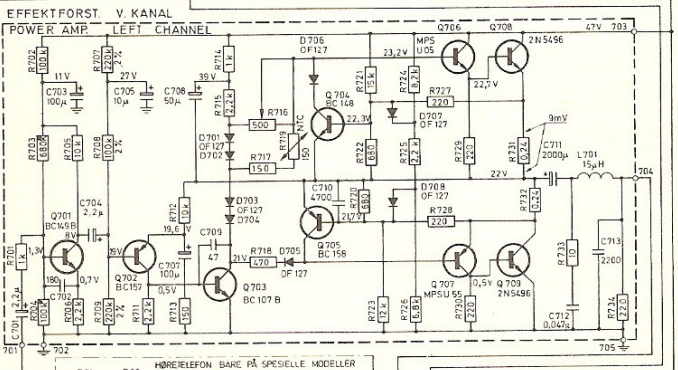 EFFEKTFORST. V. KANAL
POWER AMP. LEFT CHANNEL
R702 100k
R707 220k 2%
11V
27V
C703 100µ
C705 10µ
C708 50µ
39V
R714 1k
R715 2,2k
D706 OF127
R716 500
NTC
R719 150
Q704 BC148
22,3V
23,2V
MPS U05
Q706
Q708 2N5496
47V 703
R721 15k
R724 8,2k
R727 220
22,7V
D707 OF127
R722 680
R725 2,2k
R729 220
R731 0,24
9mV
C711 2000µ
L701 15µH
704
22V
R703 680k
R705 10k
R708 100k 2%
D701 OF127 D702
R717 150
D703 OF127 D704
R712 10k
C710 4700
R720 680
21,7V
D708 OF127
R728 220
R732 0,24
R733 10
C713 2200
Q701 BC149B
8V
C704 2,2µ
1,3V
R701 1k
180 C702
0,7V
19V
Q702 BC157
19,6V
C709 47
C707 100µ
0,5V
21V
R718 470
D705 OF127
Q705 BC158
Q703 BC107B
Q707 MPSU55
0,5V
Q709 2N5496
C701 2,2µ
R704 100k
R706 2,2k
R709 220k 2%
R711 2,2k
R713 150
R723 12k
R726 6,8k
R730 220
C712 0,047µ
R734 220
701
702
705
HØRETELEFON BARE PÅ SPESIELLE MODELLER